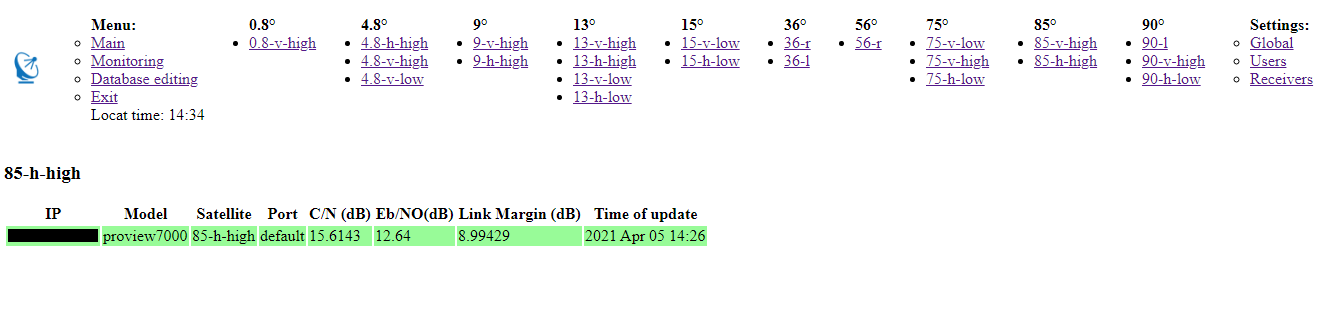 Menu: 0.8° 4.8° 9° 13° 15° 36° 56° 75° 85° 90° Settings:
Main 0.8-v-high 4.8-h-high 9-v-high 13-v-high 15-v-low 36-r 56-r 75-v-low 85-v-high 90-l Global
Monitoring 4.8-v-high 9-h-high 13-h-high 15-h-low 36-l 75-v-high 85-h-high 90-v-high Users
Database editing 4.8-v-low 13-v-low 75-h-low 90-h-low Receivers
Exit 13-h-low
Locat time: 14:34
85-h-high
IP Model Satellite Port C/N (dB) Eb/NO(dB) Link Margin (dB) Time of update
proview7000 85-h-high default 15.6143 12.64 8.99429 2021 Apr 05 14:26